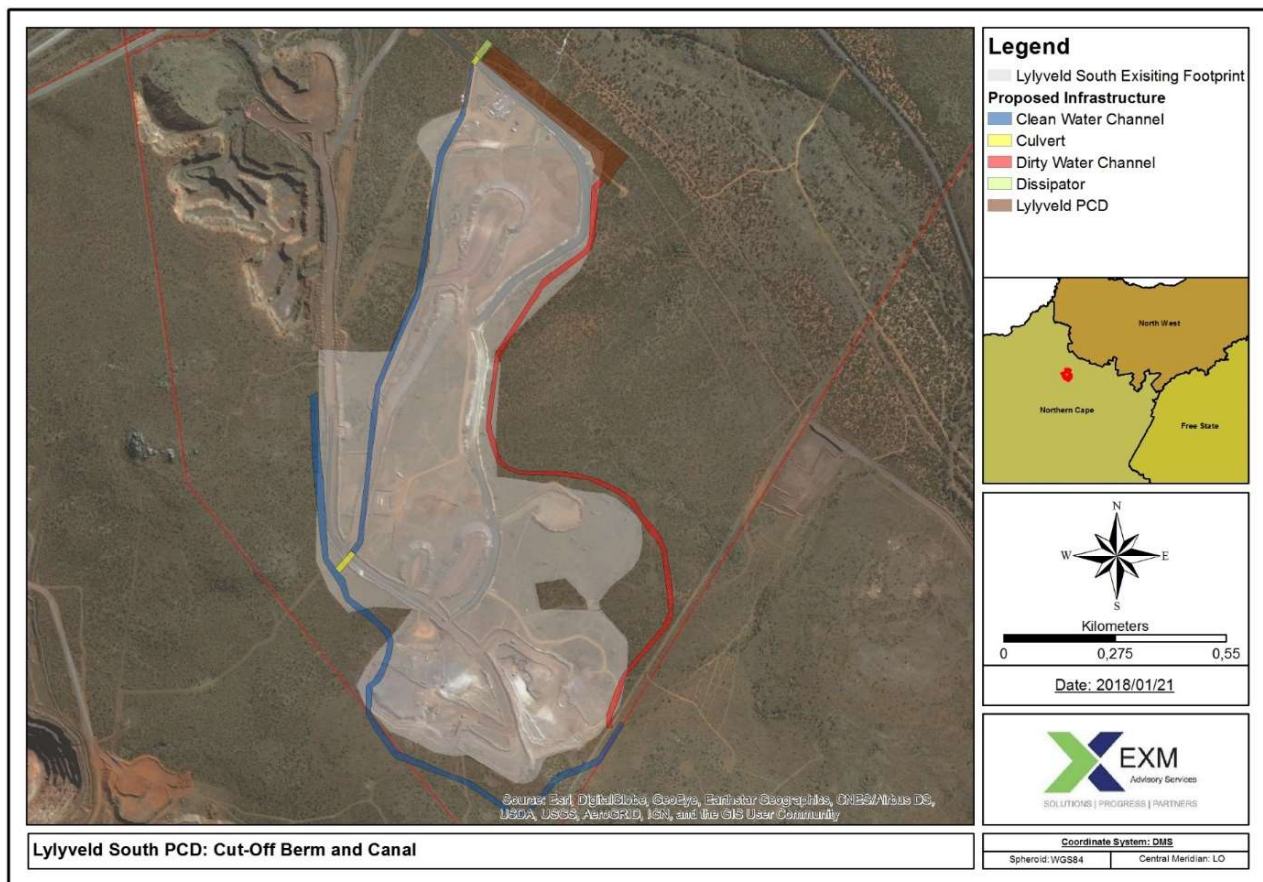 Legend
Lylyveld South Exisiting Footprint
Proposed Infrastructure
Clean Water Channel
Culvert
Dirty Water Channel
Dissipator
Lylyveld PCD
North West
Northern Cape
Free State
N
W
E
S
Kilometers
0 0,275 0,55
Date: 2018/01/21
EXM
Advisory Services
SOLUTIONS | PROGRESS | PARTNERS
Source: Esri, DigitalGlobe, GeoEye, Earthstar Geographics, CNES/Airbus DS,
USDA, USGS, AeroGRID, IGN, and the GIS User Community
Lylyveld South PCD: Cut-Off Berm and Canal
Coordinate System: DMS
Spheroid: WGS84 Central Meridian: LO